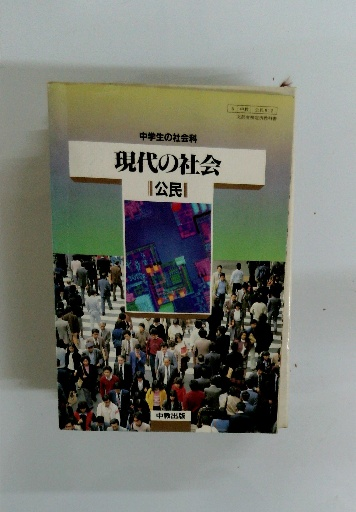 中学生の社会科
現代の社会
公民
中教出版